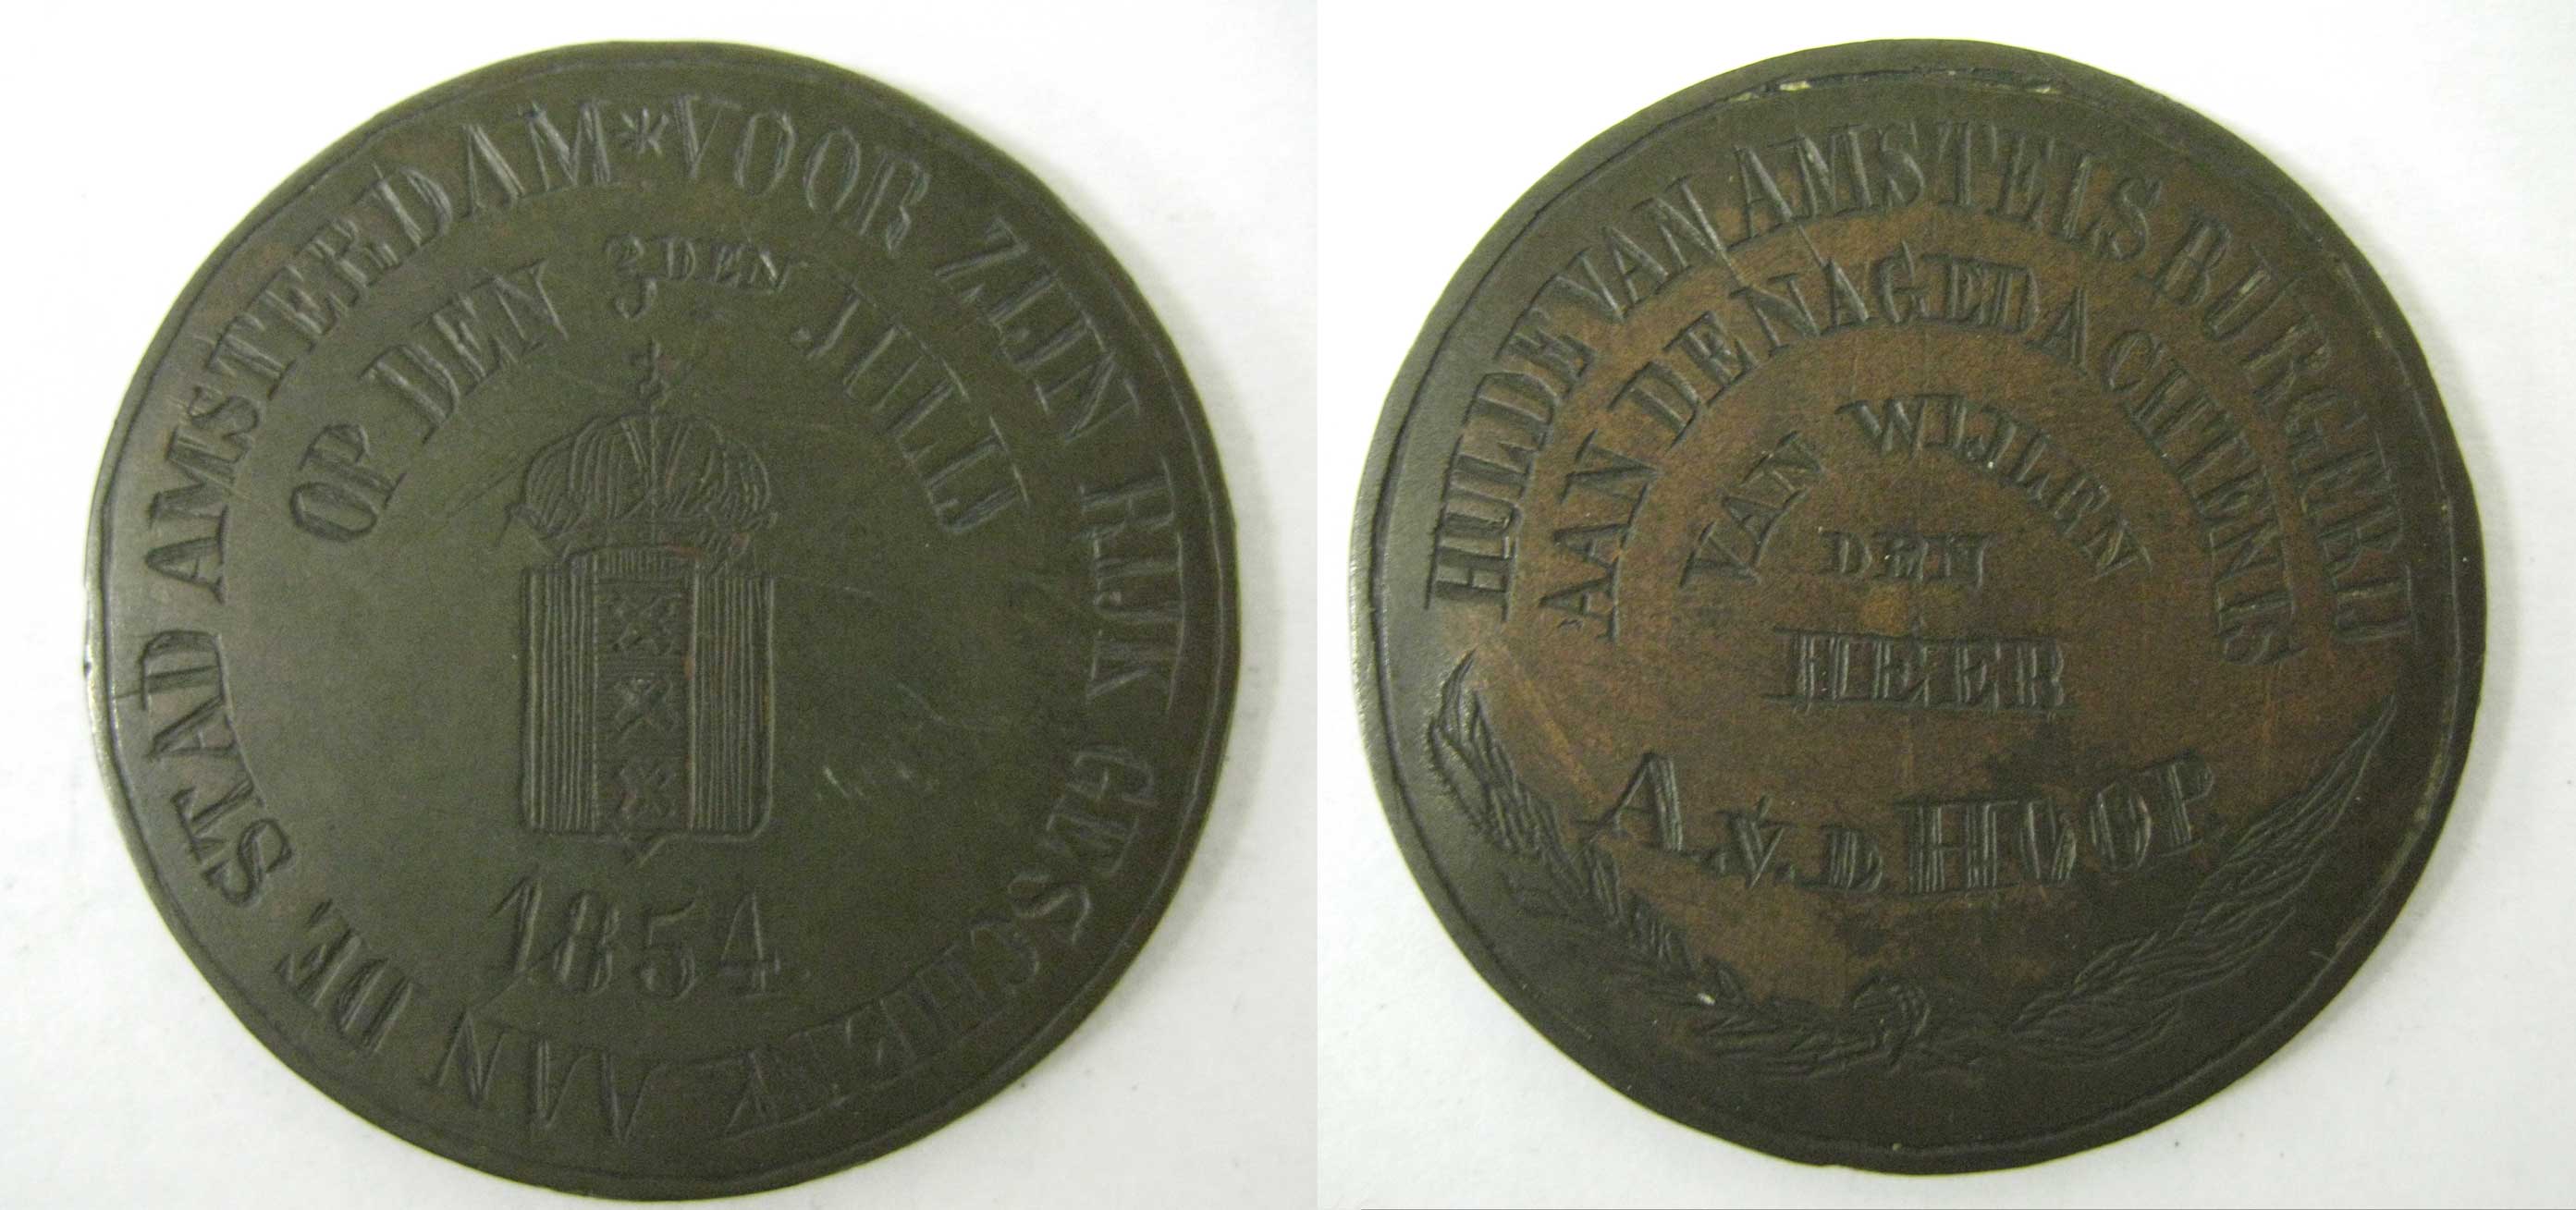 VOOR ZIJN RIJK GESCHENK AAN DE STAD AMSTERDAM *
OP DEN 3DEN JULIJ
1854
HULDE VAN AMSTELS BURGERIJ
AAN DE NAGEDACHTENIS
VAN WIJLEN
DEN
HEER
A. V. D HOOP